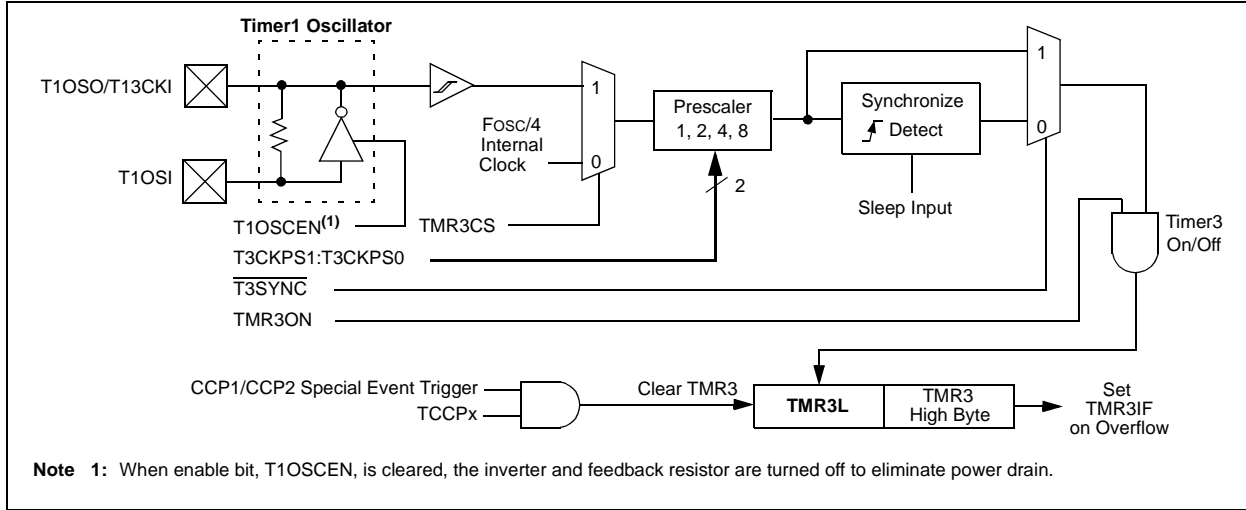 Timer1 Oscillator
T1OSO/T13CKI
T1OSI
1
FOSC/4
Internal
Clock
0
Prescaler
1, 2, 4, 8
2
Synchronize
Detect
1
0
Sleep Input
T1OSCEN(1)
TMR3CS
T3CKPS1:T3CKPS0
T3SYNC
TMR3ON
Timer3
On/Off
CCP1/CCP2 Special Event Trigger
TCCPx
Clear TMR3
TMR3L
TMR3
High Byte
Set
TMR3IF
on Overflow
Note 1: When enable bit, T1OSCEN, is cleared, the inverter and feedback resistor are turned off to eliminate power drain.